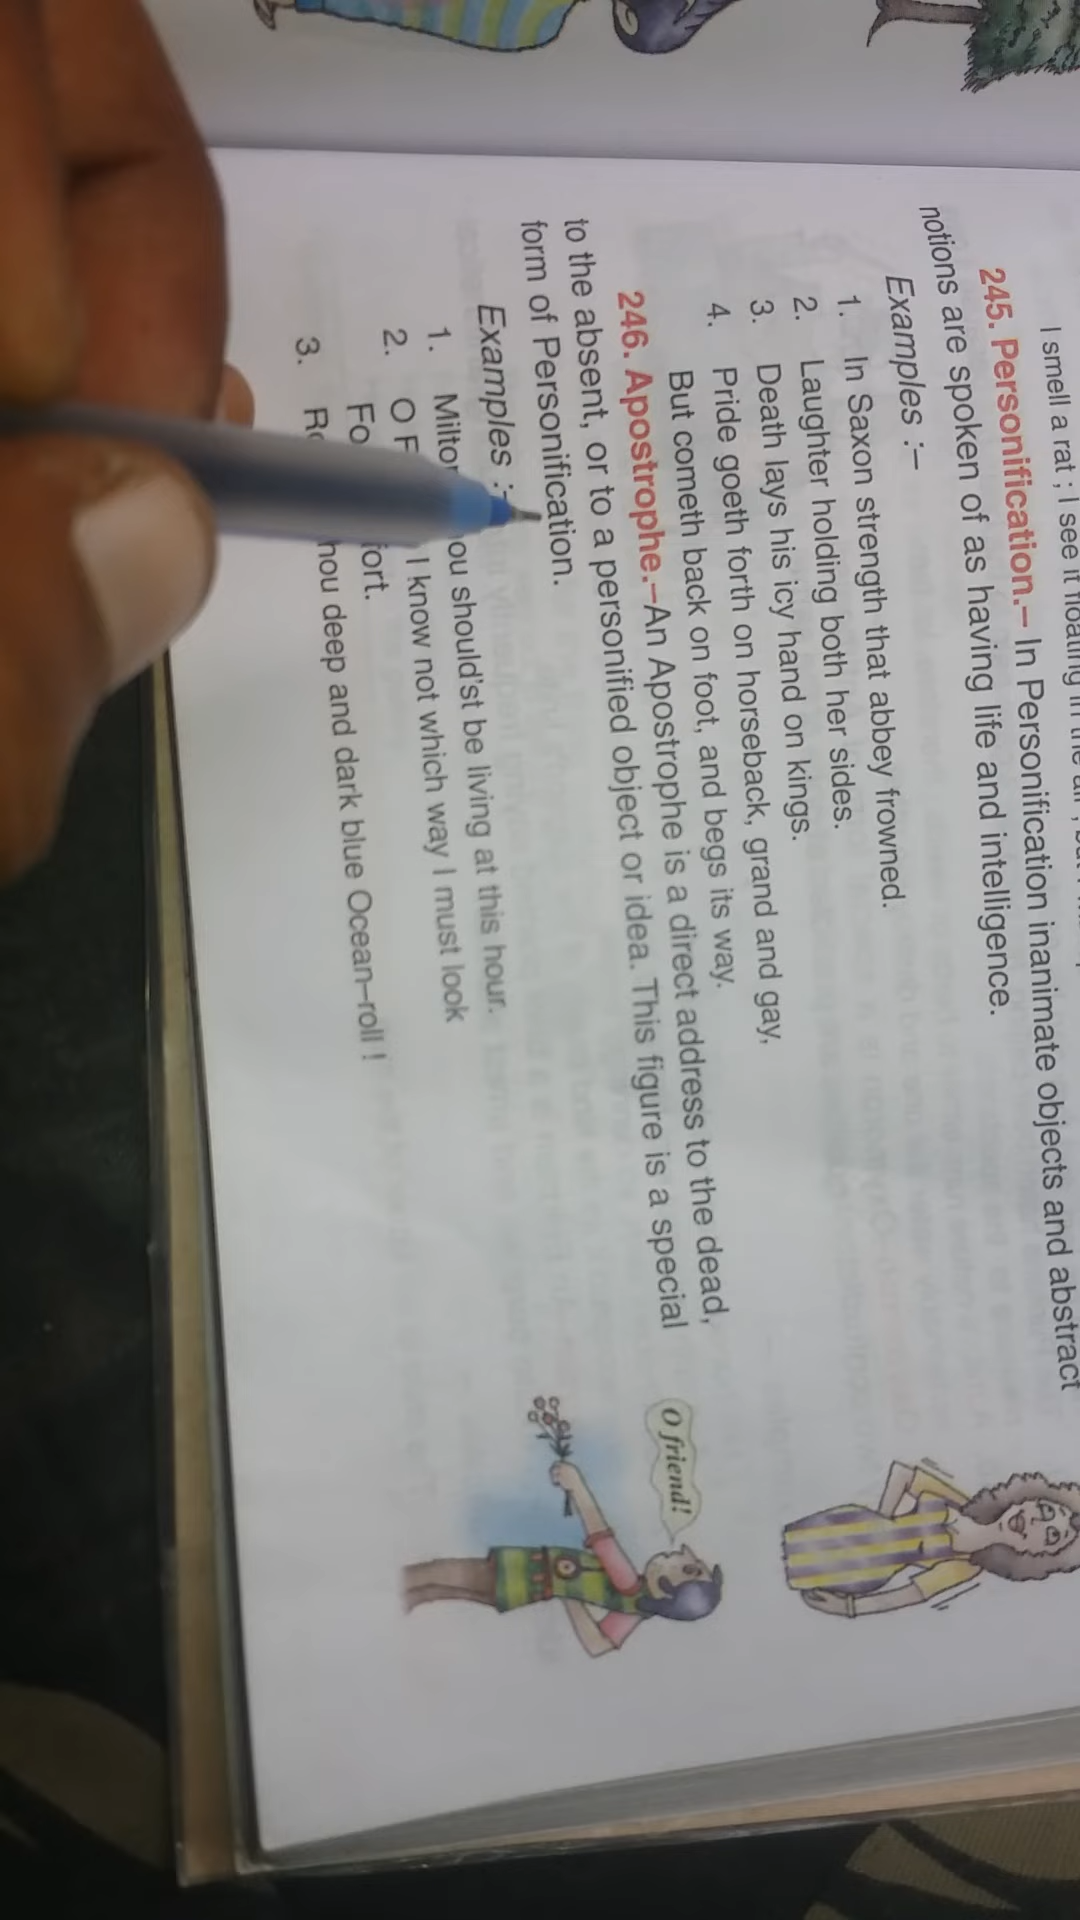 I smell a rat ; I see it floating in the air ;
245. Personification.– In Personification inanimate objects and abstract
notions are spoken of as having life and intelligence.
Examples :–
1. In Saxon strength that abbey frowned.
2. Laughter holding both her sides.
3. Death lays his icy hand on kings.
4. Pride goeth forth on horseback, grand and gay,
But cometh back on foot, and begs its way.
246. Apostrophe.–An Apostrophe is a direct address to the dead,
to the absent, or to a personified object or idea. This figure is a special
form of Personification.
Examples :–
1. Milton should'st be living at this hour.
2. O I know not which way I must look
3. deep and dark blue Ocean–roll !
O friend!